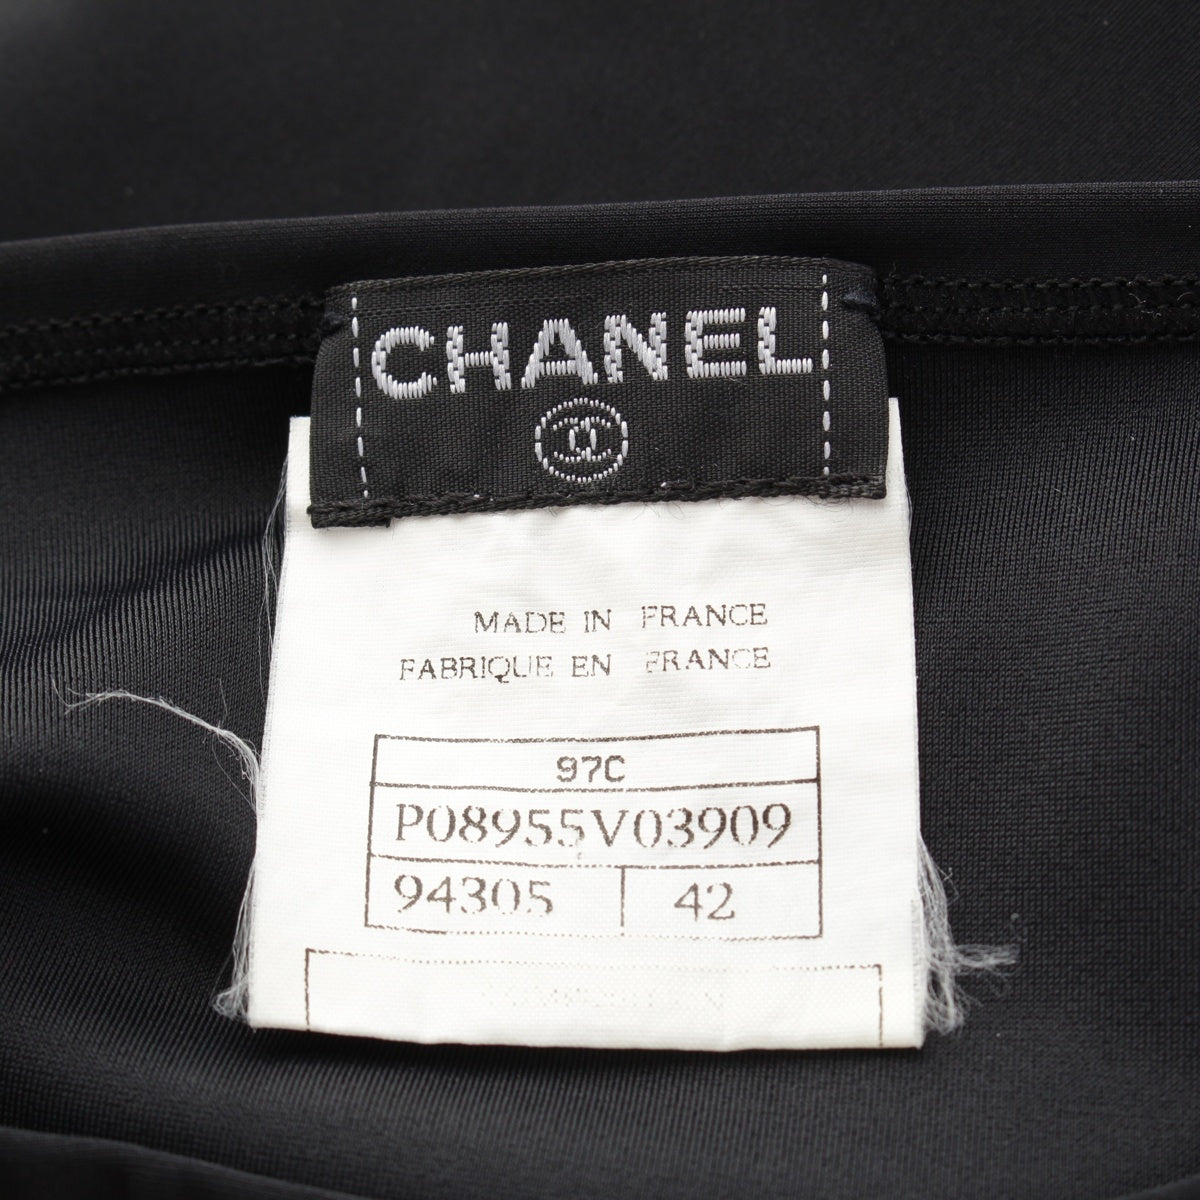 CHANEL
MADE IN FRANCE
FABRIQUE EN FRANCE
97C
P08955V03909
94305 42